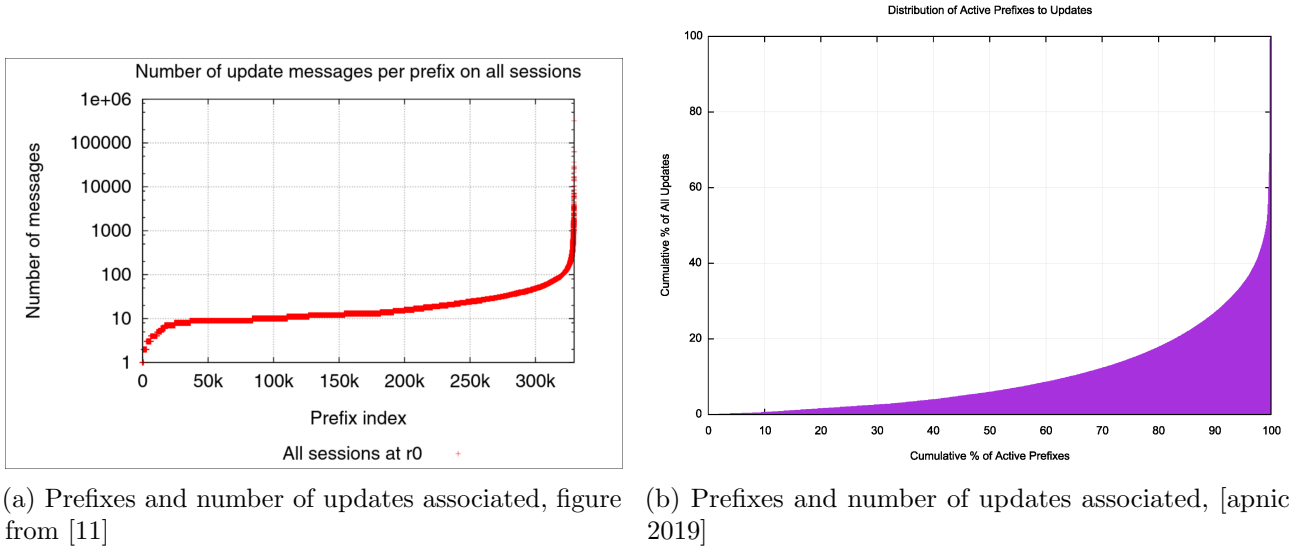 Number of update messages per prefix on all sessions
Number of messages
1e+06
100000
10000
1000
100
10
1
0 50k 100k 150k 200k 250k 300k
Prefix index
All sessions at r0
(a) Prefixes and number of updates associated, figure
from [11]
Distribution of Active Prefixes to Updates
Cumulative % of All Updates
100
80
60
40
20
0
0 10 20 30 40 50 60 70 80 90 100
Cumulative % of Active Prefixes
(b) Prefixes and number of updates associated, [apnic
2019]